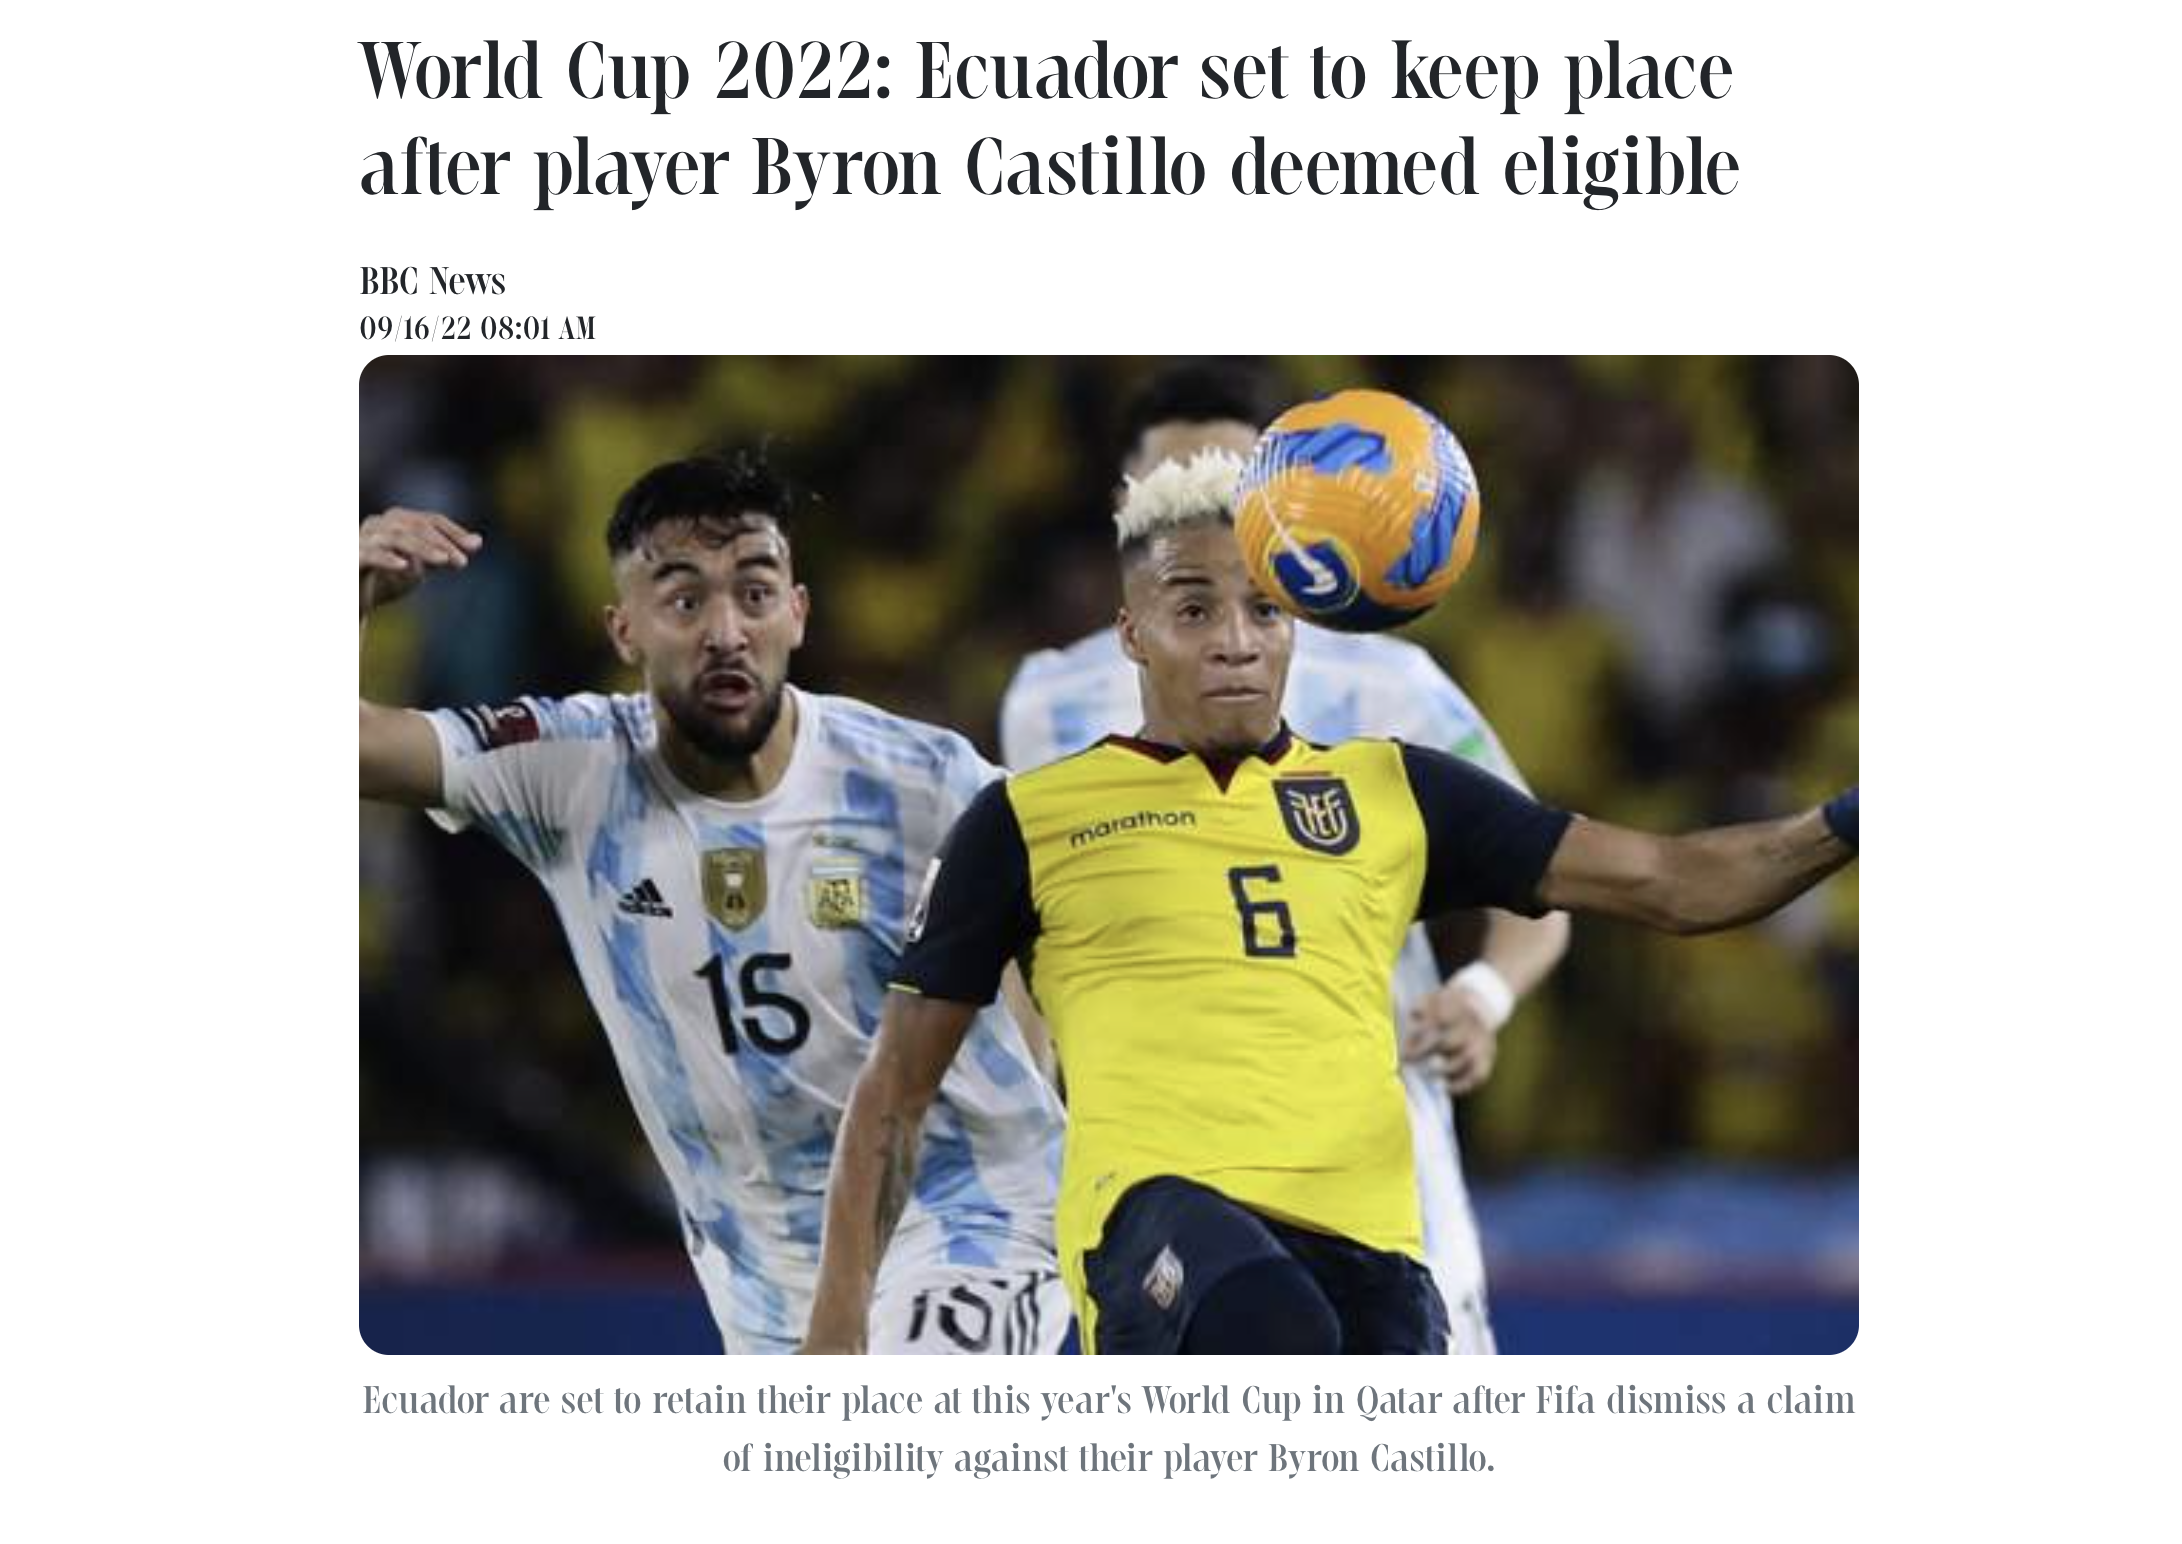 World Cup 2022: Ecuador set to keep place
after player Byron Castillo deemed eligible
BBC News
09/16/22 08:01 AM
marathon
6
adidas
15
15
Ecuador are set to retain their place at this year's World Cup in Qatar after Fifa dismiss a claim
of ineligibility against their player Byron Castillo.